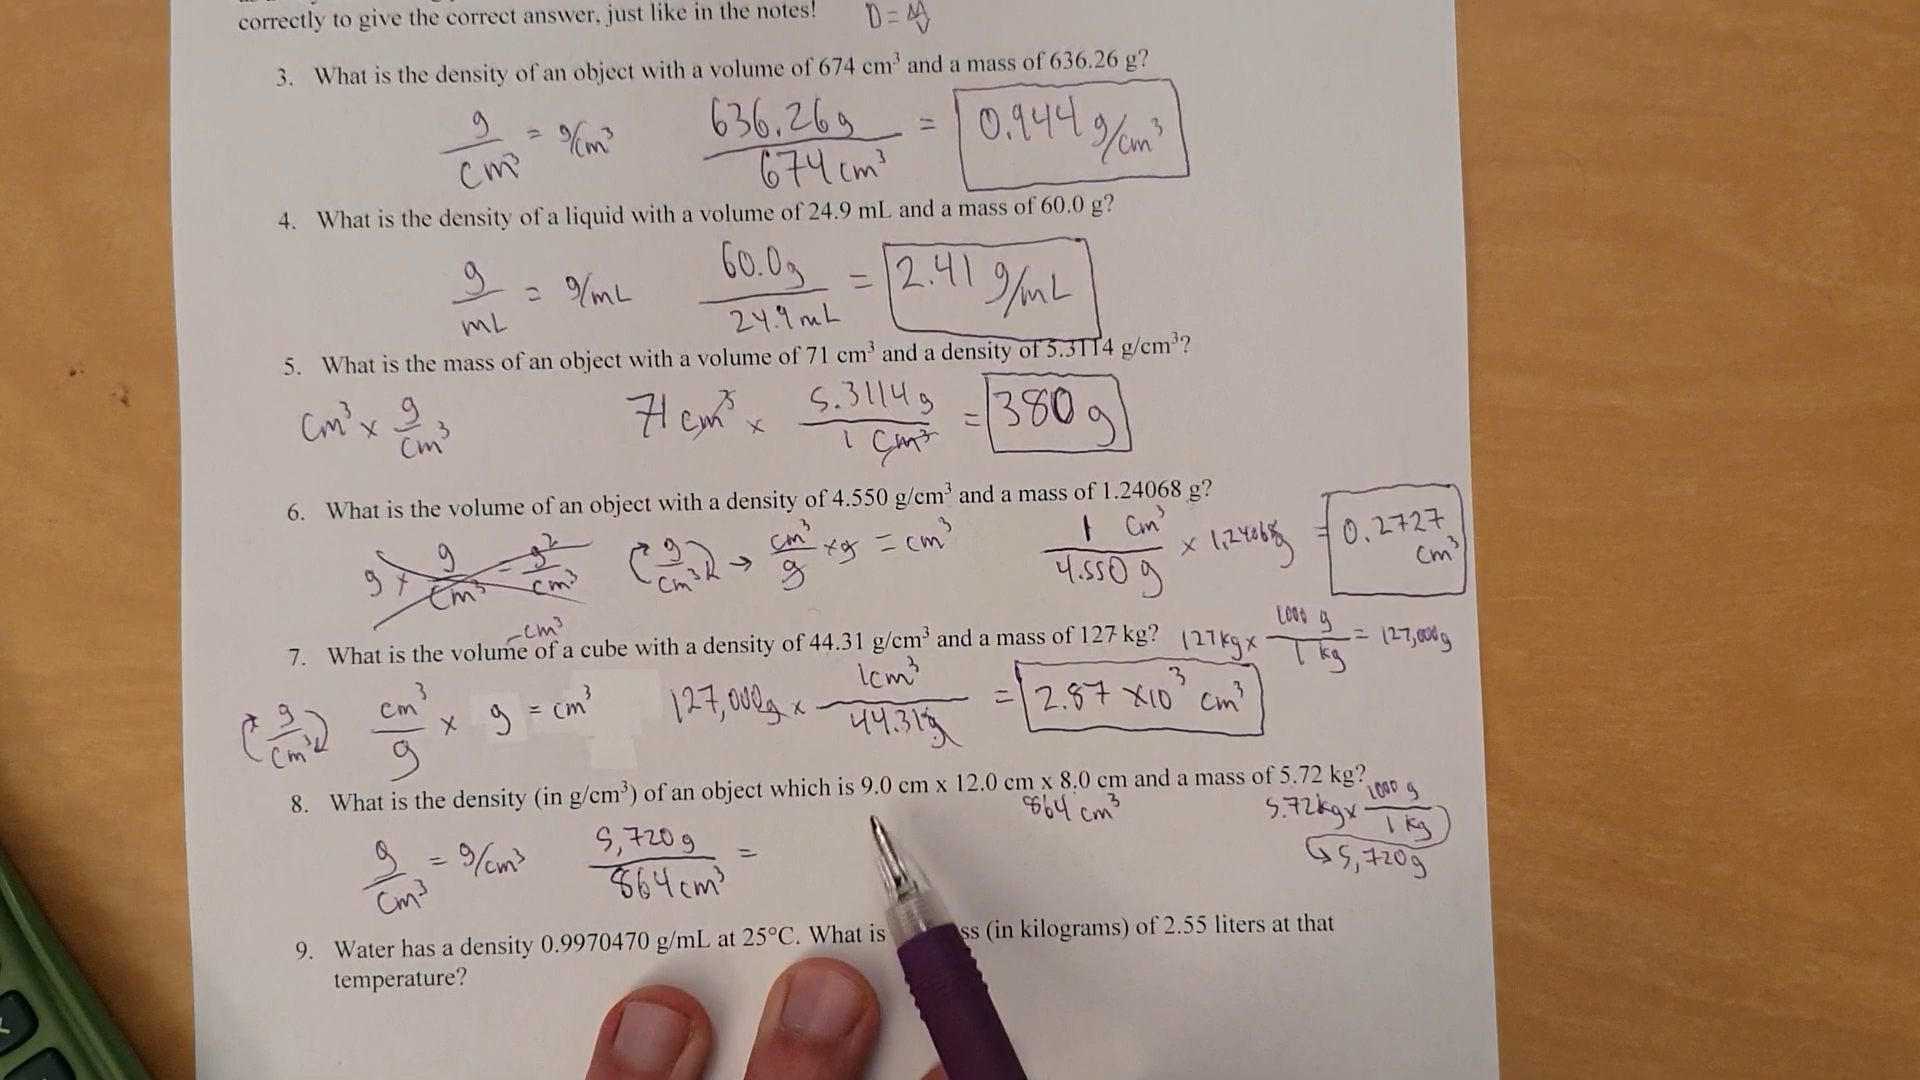 correctly to give the correct answer, just like in the notes! D = M/V
3. What is the density of an object with a volume of 674 cm³ and a mass of 636.26 g?
g/cm³ = g/cm³ 636.26g / 674 cm³ = 0.944 g/cm³
4. What is the density of a liquid with a volume of 24.9 mL and a mass of 60.0 g?
g/mL = g/mL 60.0g / 24.9 mL = 2.41 g/mL
5. What is the mass of an object with a volume of 71 cm³ and a density of 5.3114 g/cm³?
cm³ x g/cm³ 71 cm³ x 5.3114 g / 1 cm³ = 380 g
6. What is the volume of an object with a density of 4.550 g/cm³ and a mass of 1.24068 g?
g x g/cm³ = g²/cm³ (g/cm³) → cm³/g x g = cm³ 1 cm³ / 4.550 g x 1.24068g = 0.2727 cm³
cm³
7. What is the volume of a cube with a density of 44.31 g/cm³ and a mass of 127 kg? 127kg x 1000 g / 1 kg = 127,000g
(g/cm³) cm³/g x g = cm³ 127,000g x 1cm³ / 44.31g = 2.87 x10³ cm³
8. What is the density (in g/cm³) of an object which is 9.0 cm x 12.0 cm x 8.0 cm and a mass of 5.72 kg?
864 cm³ 5.72kg x 1000 g / 1 kg
5,720g
g/cm³ = g/cm³ 5,720 g / 864 cm³ =
9. Water has a density 0.9970470 g/mL at 25°C. What is ss (in kilograms) of 2.55 liters at that
temperature?